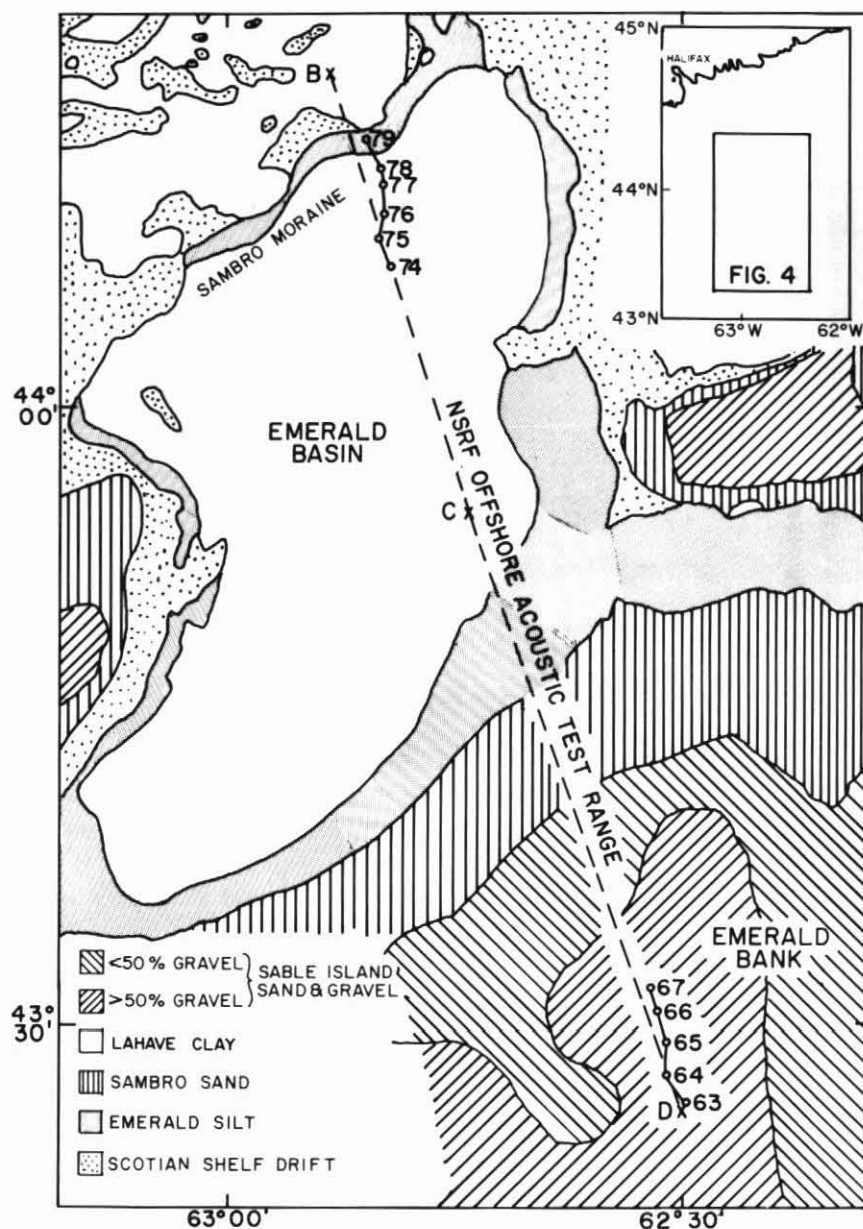 45°N
HALIFAX
44°N
FIG. 4
43°N
63°W
62°W
B
79
78
77
76
75
74
SAMBRO MORAINE
44°
00'
EMERALD
BASIN
NSRF OFFSHORE ACOUSTIC TEST RANGE
C
EMERALD
BANK
67
66
65
64
63
D
43°
30'
<50% GRAVEL
>50% GRAVEL
SABLE ISLAND
SAND & GRAVEL
LAHAVE CLAY
SAMBRO SAND
EMERALD SILT
SCOTIAN SHELF DRIFT
63°00'
62°30'